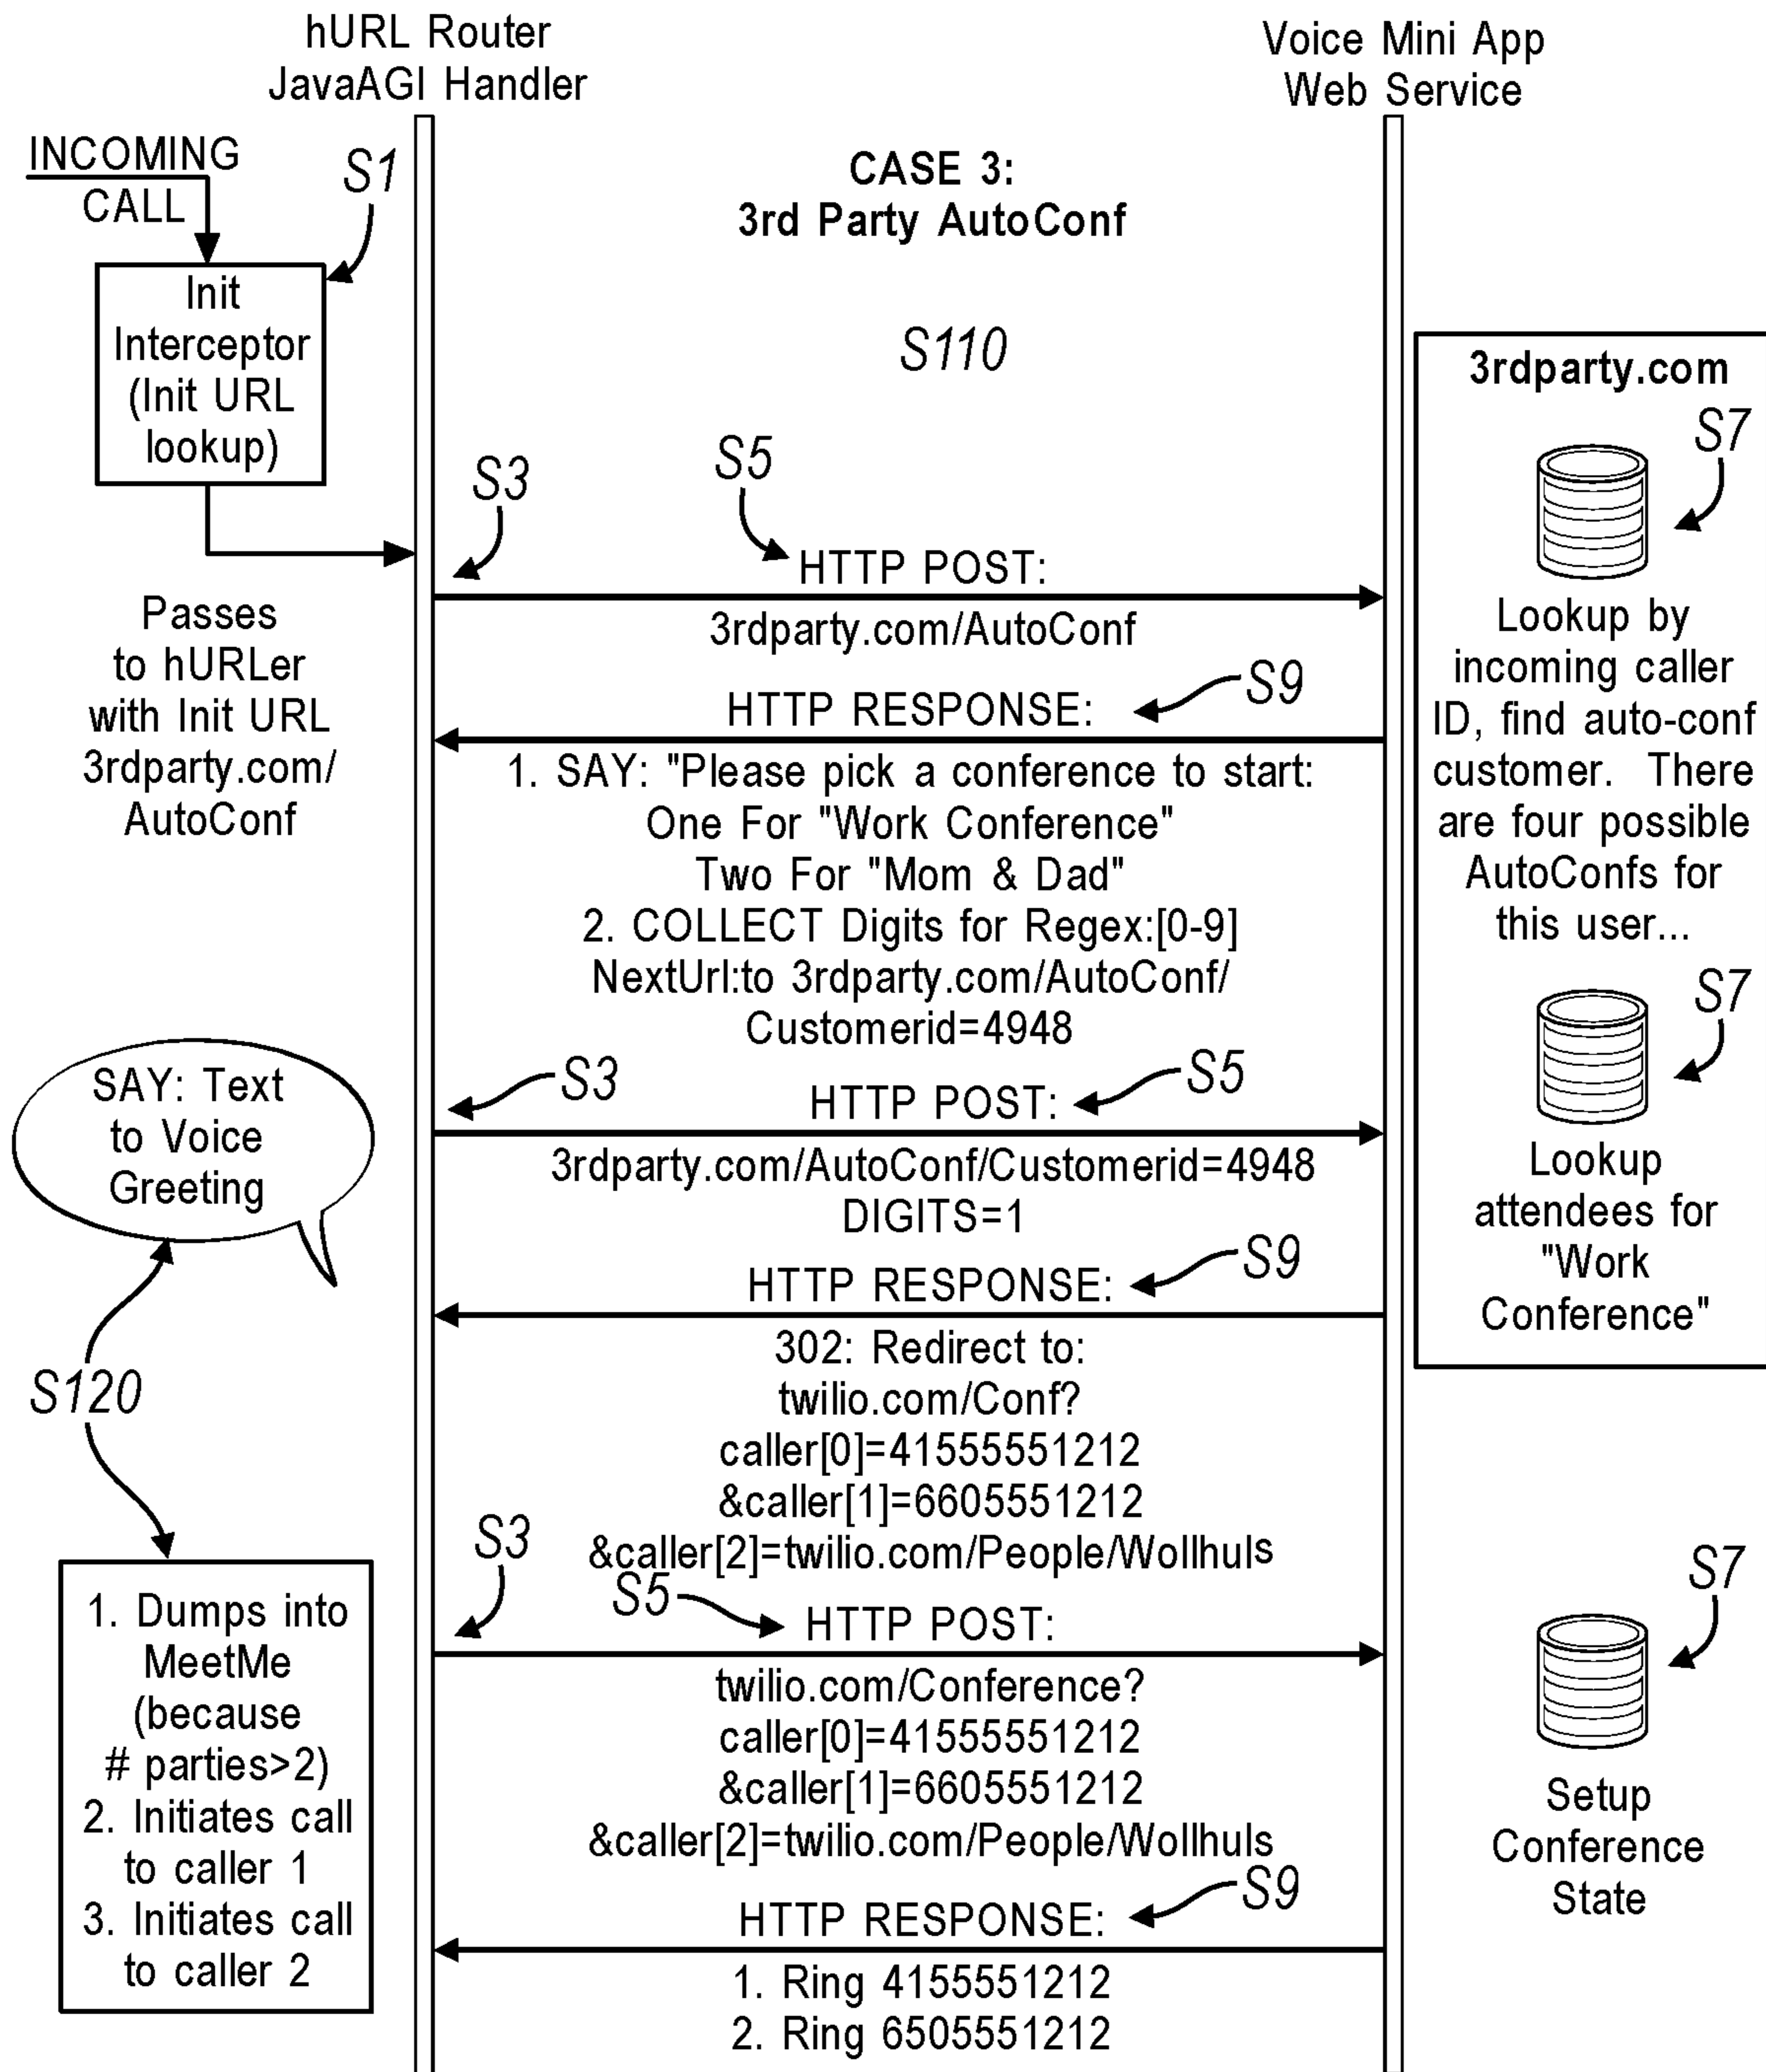 hURL Router
JavaAGI Handler
Voice Mini App
Web Service
INCOMING
CALL
S1
CASE 3:
3rd Party AutoConf
Init
Interceptor
(Init URL
lookup)
S110
3rdparty.com
S7
S3
S5
HTTP POST:
3rdparty.com/AutoConf
Passes
to hURLer
with Init URL
3rdparty.com/
AutoConf
Lookup by
incoming caller
ID, find auto-conf
customer. There
are four possible
AutoConfs for
this user...
S9
HTTP RESPONSE:
1. SAY: "Please pick a conference to start:
One For "Work Conference"
Two For "Mom & Dad"
2. COLLECT Digits for Regex:[0-9]
NextUrl:to 3rdparty.com/AutoConf/
Customerid=4948
S7
SAY: Text
to Voice
Greeting
S3
S5
HTTP POST:
3rdparty.com/AutoConf/Customerid=4948
DIGITS=1
Lookup
attendees for
"Work
Conference"
S9
HTTP RESPONSE:
302: Redirect to:
twilio.com/Conf?
caller[0]=41555551212
&caller[1]=6605551212
&caller[2]=twilio.com/People/Wollhuls
S120
S3
S5
HTTP POST:
twilio.com/Conference?
caller[0]=41555551212
&caller[1]=6605551212
&caller[2]=twilio.com/People/Wollhuls
S7
1. Dumps into
MeetMe
(because
# parties>2)
2. Initiates call
to caller 1
3. Initiates call
to caller 2
Setup
Conference
State
S9
HTTP RESPONSE:
1. Ring 4155551212
2. Ring 6505551212